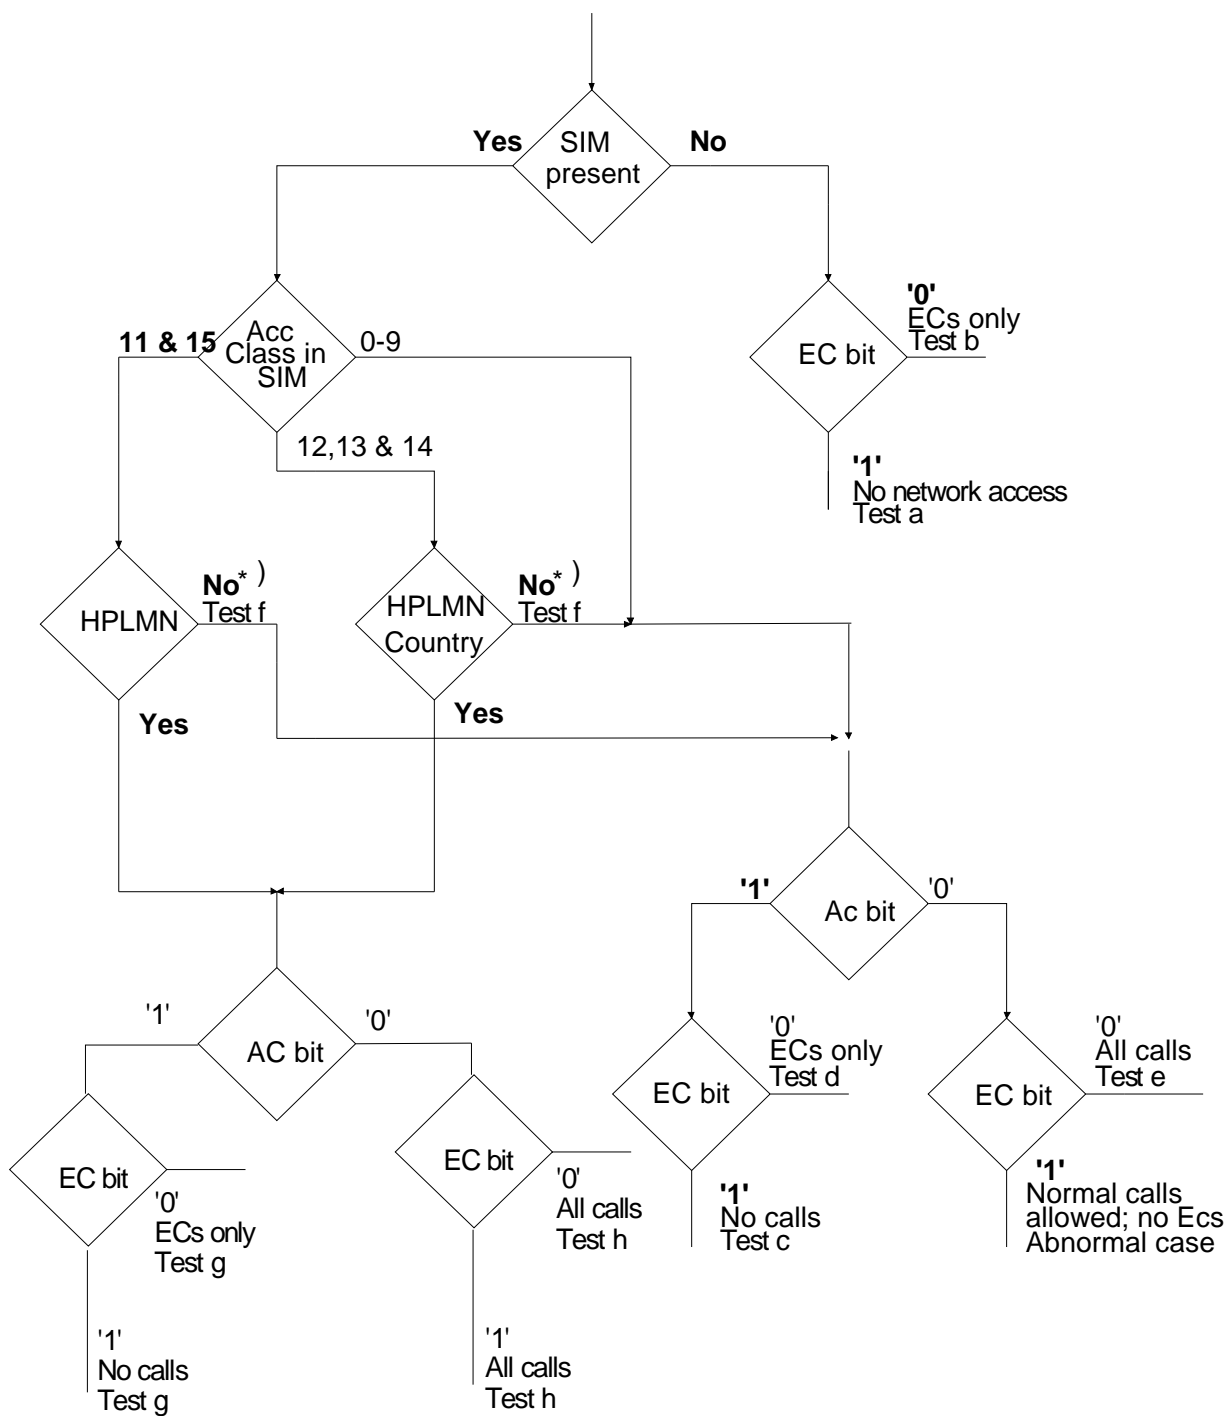 Yes
SIM
present
No
11 & 15
Acc
Class in
SIM
0-9
12,13 & 14
EC bit
'0'
ECs only
Test b
'1'
No network access
Test a
HPLMN
No* )
Test f
Yes
HPLMN
Country
No* )
Test f
Yes
'1'
Ac bit
'0'
'1'
AC bit
'0'
EC bit
'0'
ECs only
Test d
'1'
No calls
Test c
EC bit
'0'
All calls
Test e
'1'
Normal calls
allowed; no Ecs
Abnormal case
EC bit
'0'
ECs only
Test g
'1'
No calls
Test g
EC bit
'0'
All calls
Test h
'1'
All calls
Test h